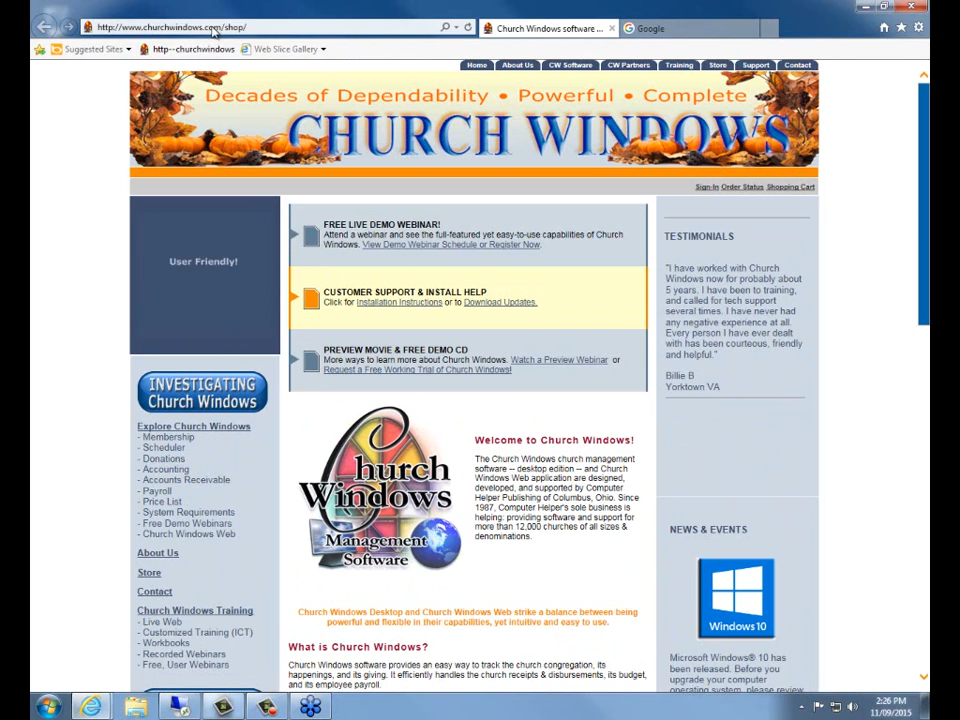 http://www.churchwindows.com/shop/
Church Windows software ...
Google
Suggested Sites
http--churchwindows
Web Slice Gallery
Home About Us CW Software CW Partners Training Store Support Contact
Decades of Dependability • Powerful • Complete
CHURCH WINDOWS
Sign-In Order Status Shopping Cart
User Friendly!
FREE LIVE DEMO WEBINAR!
Attend a webinar and see the full-featured yet easy-to-use capabilities of Church
Windows. View Demo Webinar Schedule or Register Now.
CUSTOMER SUPPORT & INSTALL HELP
Click for Installation Instructions or to Download Updates.
PREVIEW MOVIE & FREE DEMO CD
More ways to learn more about Church Windows. Watch a Preview Webinar or
Request a Free Working Trial of Church Windows!
TESTIMONIALS
"I have worked with Church
Windows now for probably about
5 years. I have been to training,
and called for tech support
several times. I have never had
any negative experience at all.
Every person I have ever dealt
with has been courteous, friendly
and helpful."
Billie B
Yorktown VA
INVESTIGATING
Church Windows
Explore Church Windows
- Membership
- Scheduler
- Donations
- Accounting
- Accounts Receivable
- Payroll
- Price List
- System Requirements
- Free Demo Webinars
- Church Windows Web
About Us
Store
Contact
Church Windows Training
- Live Web
- Customized Training (ICT)
- Workbooks
- Recorded Webinars
- Free, User Webinars
Church
Windows
Management
Software
Welcome to Church Windows!
The Church Windows church management
software -- desktop edition -- and Church
Windows Web application are designed,
developed, and supported by Computer
Helper Publishing of Columbus, Ohio. Since
1987, Computer Helper's sole business is
helping: providing software and support for
more than 12,000 churches of all sizes &
denominations.
Church Windows Desktop and Church Windows Web strike a balance between being
powerful and flexible in their capabilities, yet intuitive and easy to use.
What is Church Windows?
Church Windows software provides an easy way to track the church congregation, its
happenings, and its giving. It efficiently handles the church receipts & disbursements, its budget,
and its employee payroll.
NEWS & EVENTS
Windows 10
Microsoft Windows® 10 has
been released. Before you
upgrade your computer
operating system, please review
2:26 PM
11/09/2015